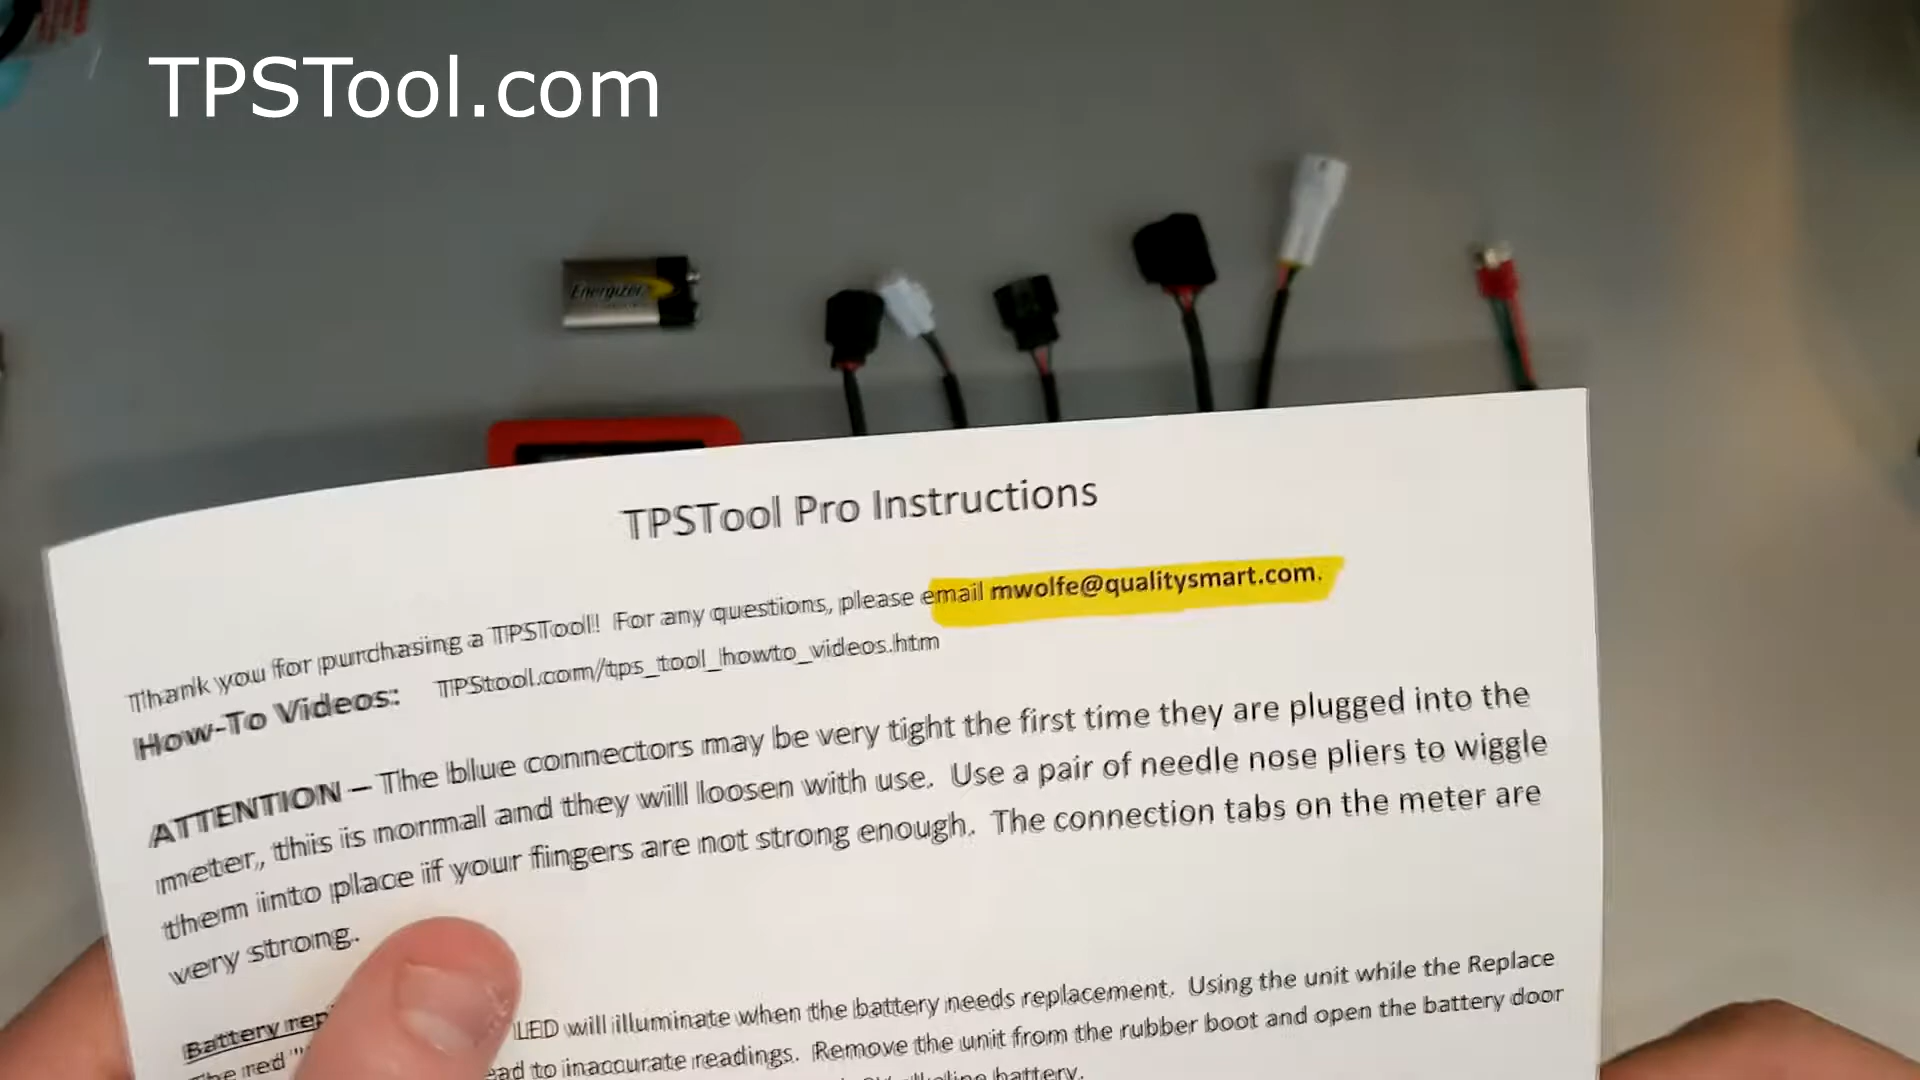 TPSTool.com
Energizer
TPSTool Pro Instructions
Thank you for purchasing a TPSTool!! For any questions, please email mwolfe@qualitysmart.com.
How-To Videos: TPStool.com/tps_tool_howto_videos.htm
ATTENTION – The blue connectors may be very tight the first time they are plugged into the
meter, this is normal and they will loosen with use. Use a pair of needle nose pliers to wiggle
them into place if your fingers are not strong enough. The connection tabs on the meter are
very strong.
Battery
LED will illuminate when the battery needs replacement. Using the unit while the Replace
The red to inaccurate readings. Remove the unit from the rubber boot and open the battery door
battery.